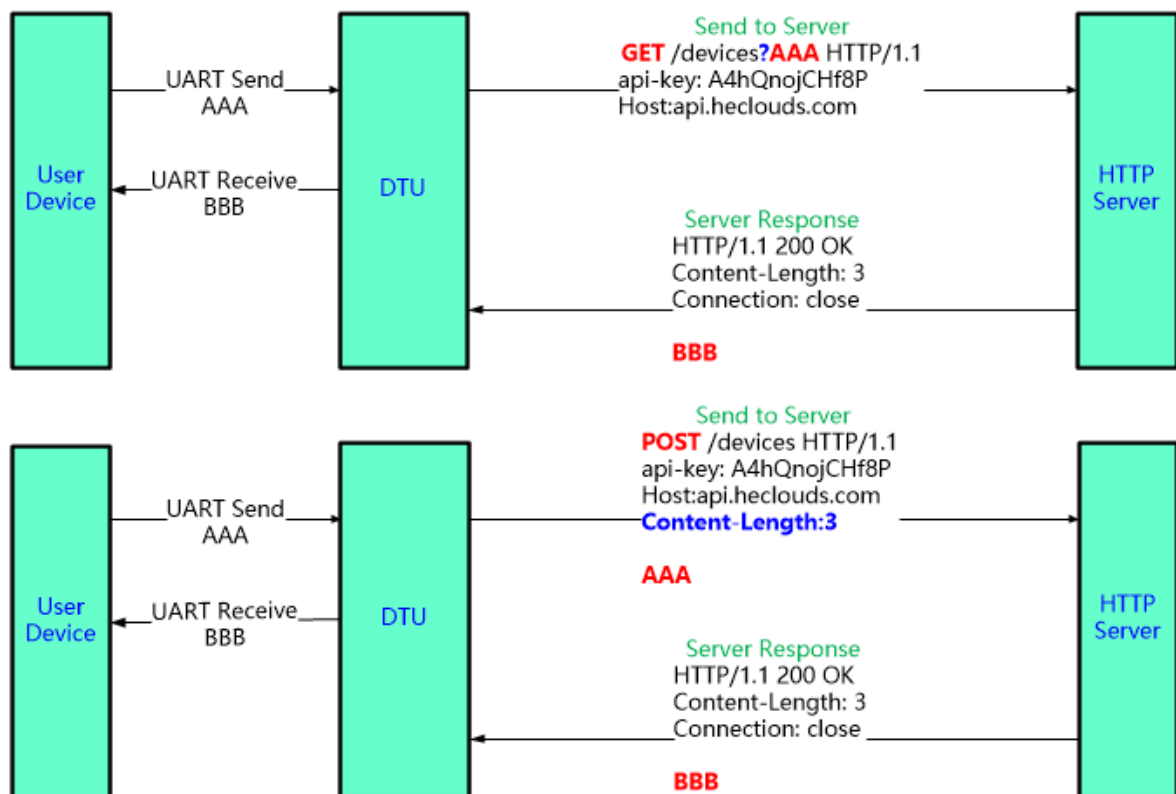 Send to Server
GET /devices?AAA HTTP/1.1
api-key: A4hQnojCHf8P
Host:api.heclouds.com
UART Send
AAA
User
Device
UART Receive
BBB
DTU
HTTP
Server
Server Response
HTTP/1.1 200 OK
Content-Length: 3
Connection: close
BBB
Send to Server
POST /devices HTTP/1.1
api-key: A4hQnojCHf8P
Host:api.heclouds.com
Content-Length:3
AAA
UART Send
AAA
User
Device
UART Receive
BBB
DTU
HTTP
Server
Server Response
HTTP/1.1 200 OK
Content-Length: 3
Connection: close
BBB